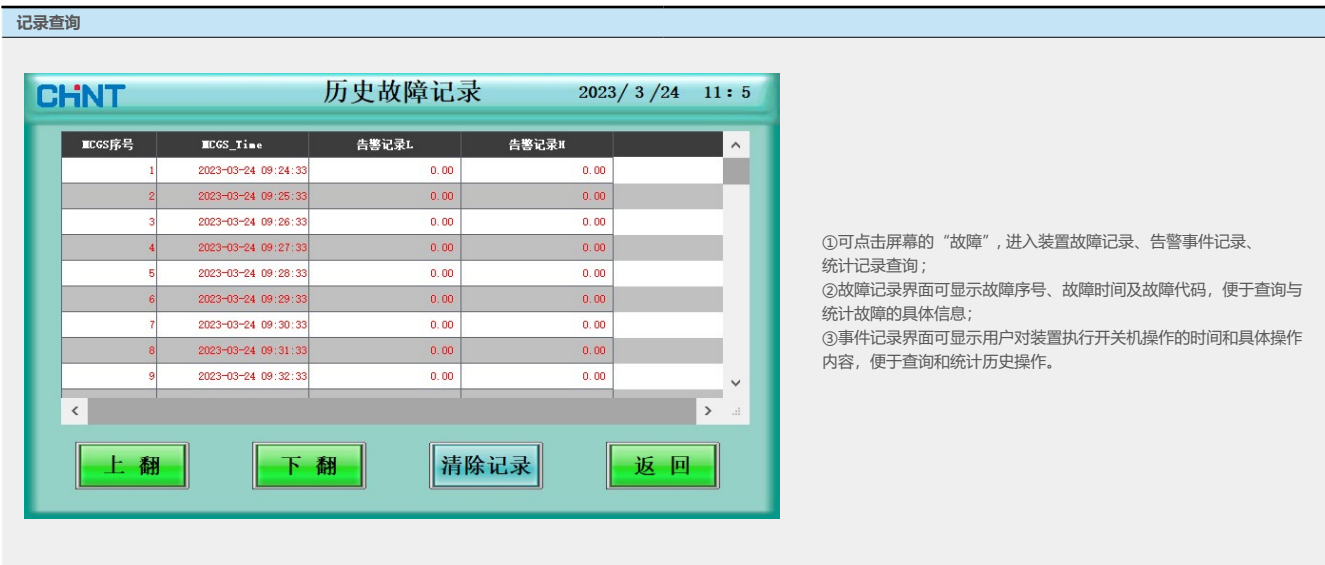 记录查询
CHNT
历史故障记录
2023/ 3 /24 11: 5
MCGS序号 MCGS_Time 告警记录L 告警记录H
1 2023-03-24 09:24:33 0.00 0.00
2 2023-03-24 09:25:33 0.00 0.00
3 2023-03-24 09:26:33 0.00 0.00
4 2023-03-24 09:27:33 0.00 0.00
5 2023-03-24 09:28:33 0.00 0.00
6 2023-03-24 09:29:33 0.00 0.00
7 2023-03-24 09:30:33 0.00 0.00
8 2023-03-24 09:31:33 0.00 0.00
9 2023-03-24 09:32:33 0.00 0.00
上 翻 下 翻 清除记录 返 回
①可点击屏幕的“故障”, 进入装置故障记录、告警事件记录、
统计记录查询；
②故障记录界面可显示故障序号、故障时间及故障代码，便于查询与
统计故障的具体信息；
③事件记录界面可显示用户对装置执行开关机操作的时间和具体操作
内容，便于查询和统计历史操作。